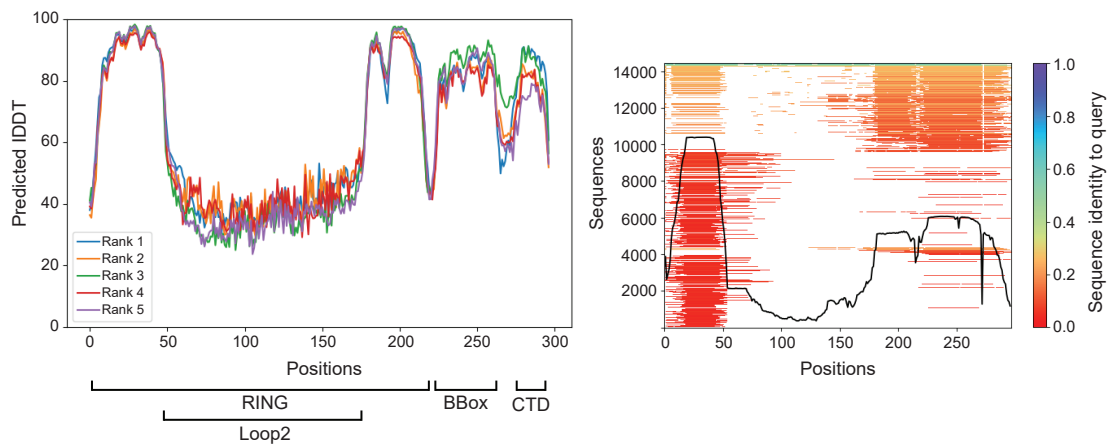 100
80
60
40
20
0
Predicted lDDT
Rank 1
Rank 2
Rank 3
Rank 4
Rank 5
0 50 100 150 200 250 300
Positions
RING BBox CTD
Loop2
14000
12000
10000
8000
6000
4000
2000
Sequences
0 50 100 150 200 250
Positions
1.0
0.8
0.6
0.4
0.2
0.0
Sequence identity to query